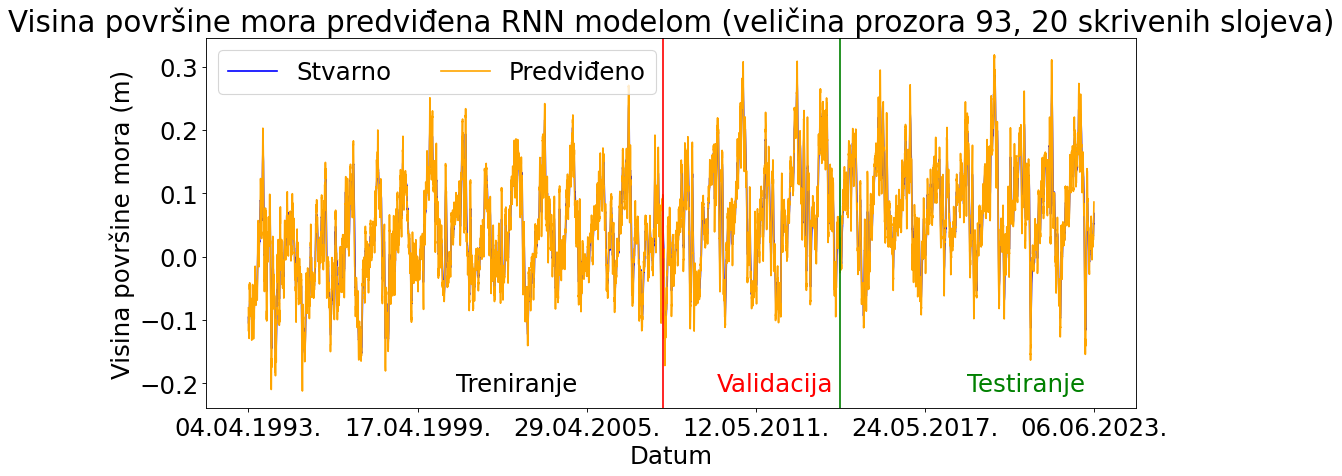 Visina površine mora predviđena RNN modelom (veličina prozora 93, 20 skrivenih slojeva)
Stvarno Predviđeno
Visina površine mora (m)
0.3
0.2
0.1
0.0
−0.1
−0.2
Treniranje Validacija Testiranje
04.04.1993. 17.04.1999. 29.04.2005. 12.05.2011. 24.05.2017. 06.06.2023.
Datum